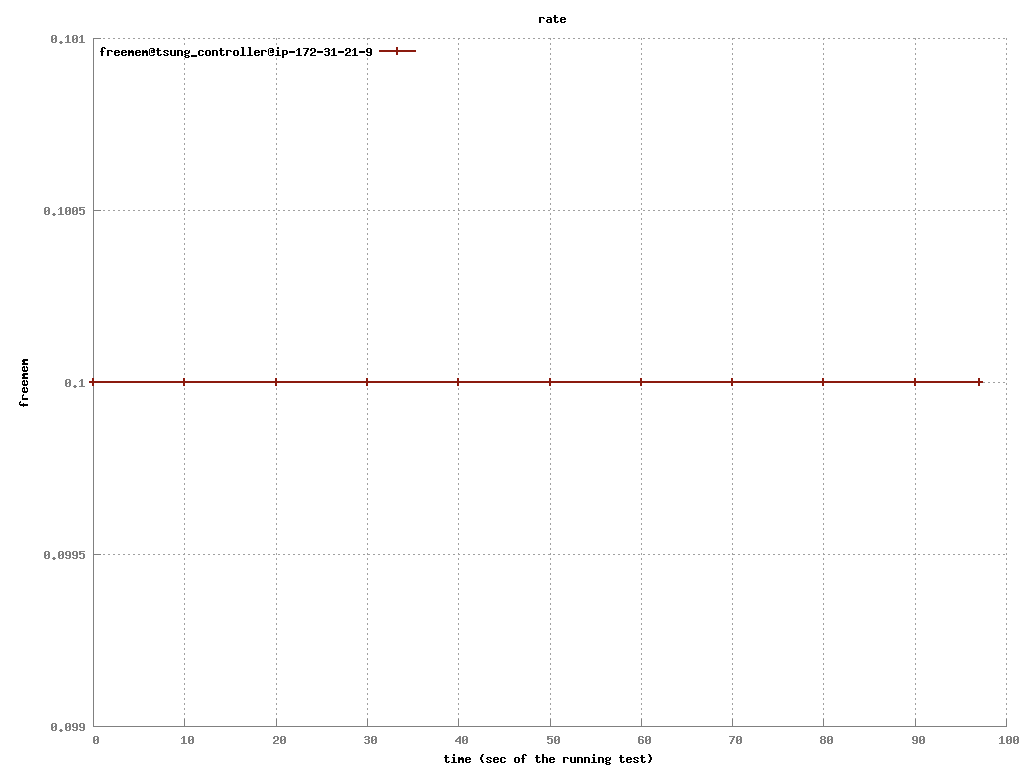 rate
0.101
freemem@tsung_controller@ip-172-31-21-9
0.1005
freemem
0.1
0.0995
0.099
0 10 20 30 40 50 60 70 80 90 100
time (sec of the running test)